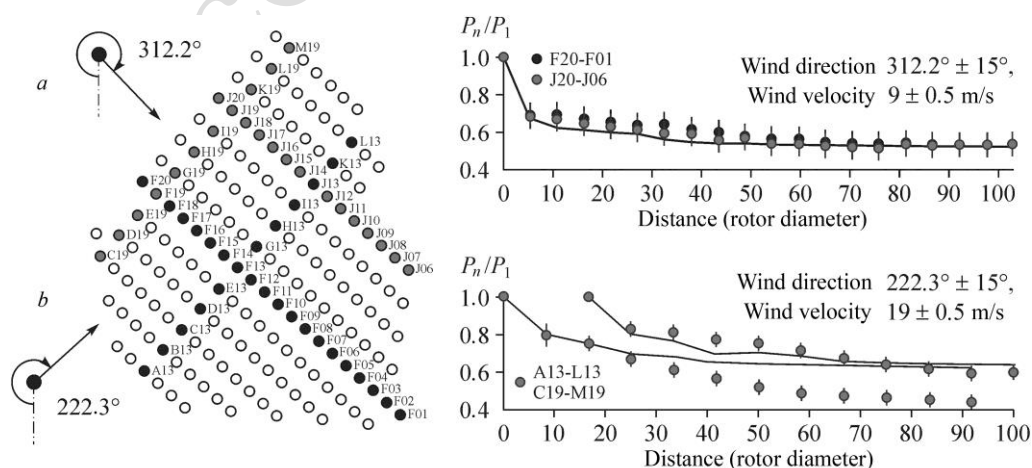 312.2°
a
M19
L19
K19
J20
J19
I19
J18
J17
H19
J16
L13
J15
K13
G19
J14
F20
J13
F19
J12
F18
I13
J11
E19
F17
J10
F16
H13
J09
D19
F15
J08
F14
G13
J07
C19
F13
J06
F12
E13
F11
F10
D13
F09
F08
C13
F07
B13
F06
F05
A13
F04
F03
F02
F01
b
222.3°
Pn/P1
1.0
0.8
0.6
0.4
F20-F01
J20-J06
Wind direction 312.2° ± 15°,
Wind velocity 9 ± 0.5 m/s
0 10 20 30 40 50 60 70 80 90 100
Distance (rotor diameter)
Pn/P1
1.0
0.8
0.6
0.4
Wind direction 222.3° ± 15°,
Wind velocity 19 ± 0.5 m/s
A13-L13
C19-M19
0 10 20 30 40 50 60 70 80 90 100
Distance (rotor diameter)